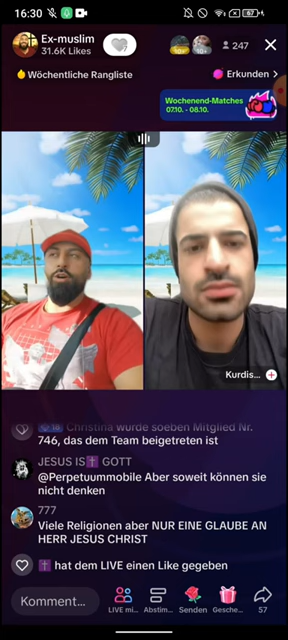 16:30
67
Ex-muslim
31.6K Likes
247
Wöchentliche Rangliste
Erkunden >
Wochenend-Matches
07.10. - 08.10.
Kurdis...
Christina wurde soeben Mitglied Nr.
746, das dem Team beigetreten ist
JESUS IS✝️ GOTT
@Perpetuummobile Aber soweit können sie
nicht denken
777
Viele Religionen aber NUR EINE GLAUBE AN
HERR JESUS CHRIST
✝️ hat dem LIVE einen Like gegeben
Komment...
LIVE mi...
Abstim...
Senden
Gesche...
57